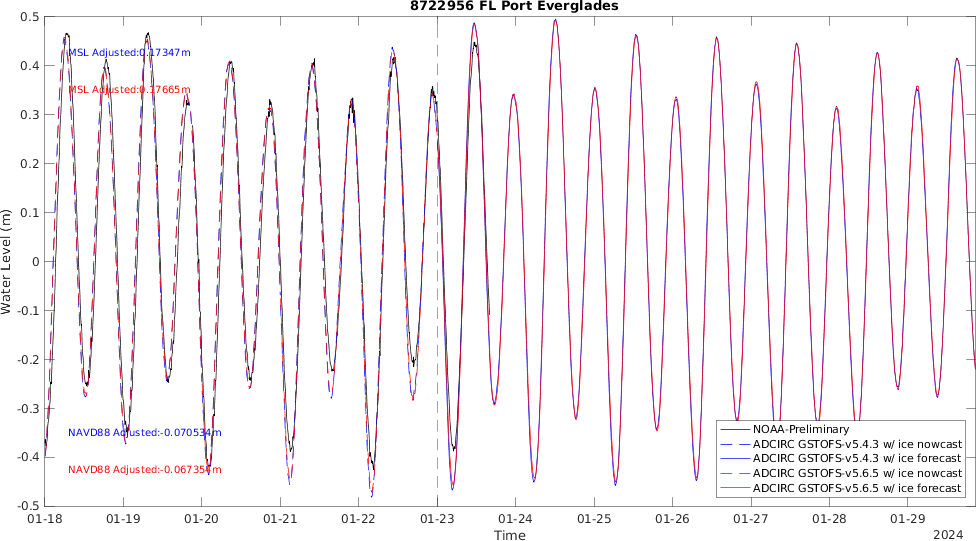 8722956 FL Port Everglades
0.5
0.4
0.3
0.2
0.1
0
-0.1
-0.2
-0.3
-0.4
-0.5
Water Level (m)
MSL Adjusted:0.17347m
MSL Adjusted:0.17665m
NAVD88 Adjusted:-0.070534m
NAVD88 Adjusted:-0.067354m
NOAA-Preliminary
ADCIRC GSTOFS-v5.4.3 w/ ice nowcast
ADCIRC GSTOFS-v5.4.3 w/ ice forecast
ADCIRC GSTOFS-v5.6.5 w/ ice nowcast
ADCIRC GSTOFS-v5.6.5 w/ ice forecast
01-18 01-19 01-20 01-21 01-22 01-23 01-24 01-25 01-26 01-27 01-28 01-29
Time
2024